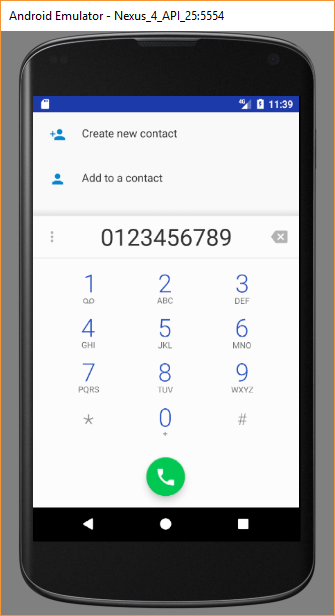 Android Emulator - Nexus_4_API_25:5554
4G 11:39
Create new contact
Add to a contact
0123456789
1 2 3
ABC DEF
4 5 6
GHI JKL MNO
7 8 9
PQRS TUV WXYZ
* 0 #
+